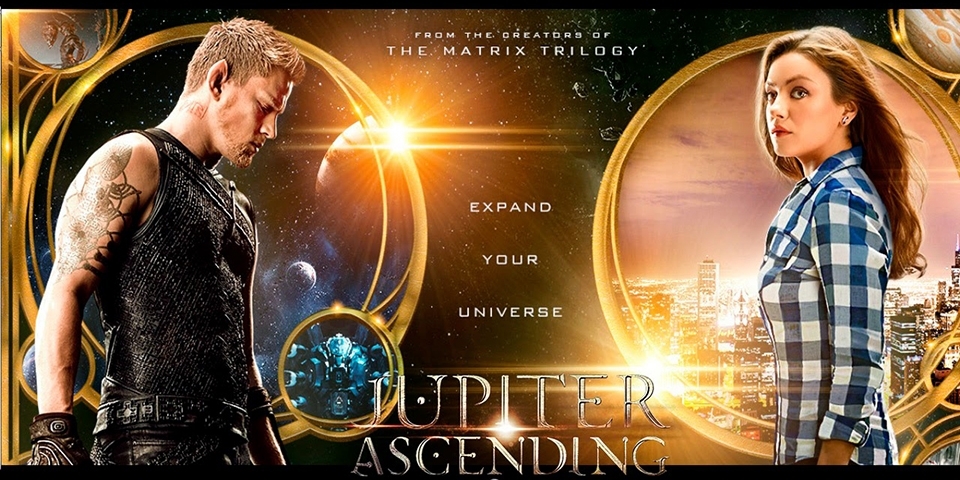 FROM THE CREATORS OF
THE MATRIX TRILOGY
EXPAND
YOUR
UNIVERSE
JUPITER
ASCENDING